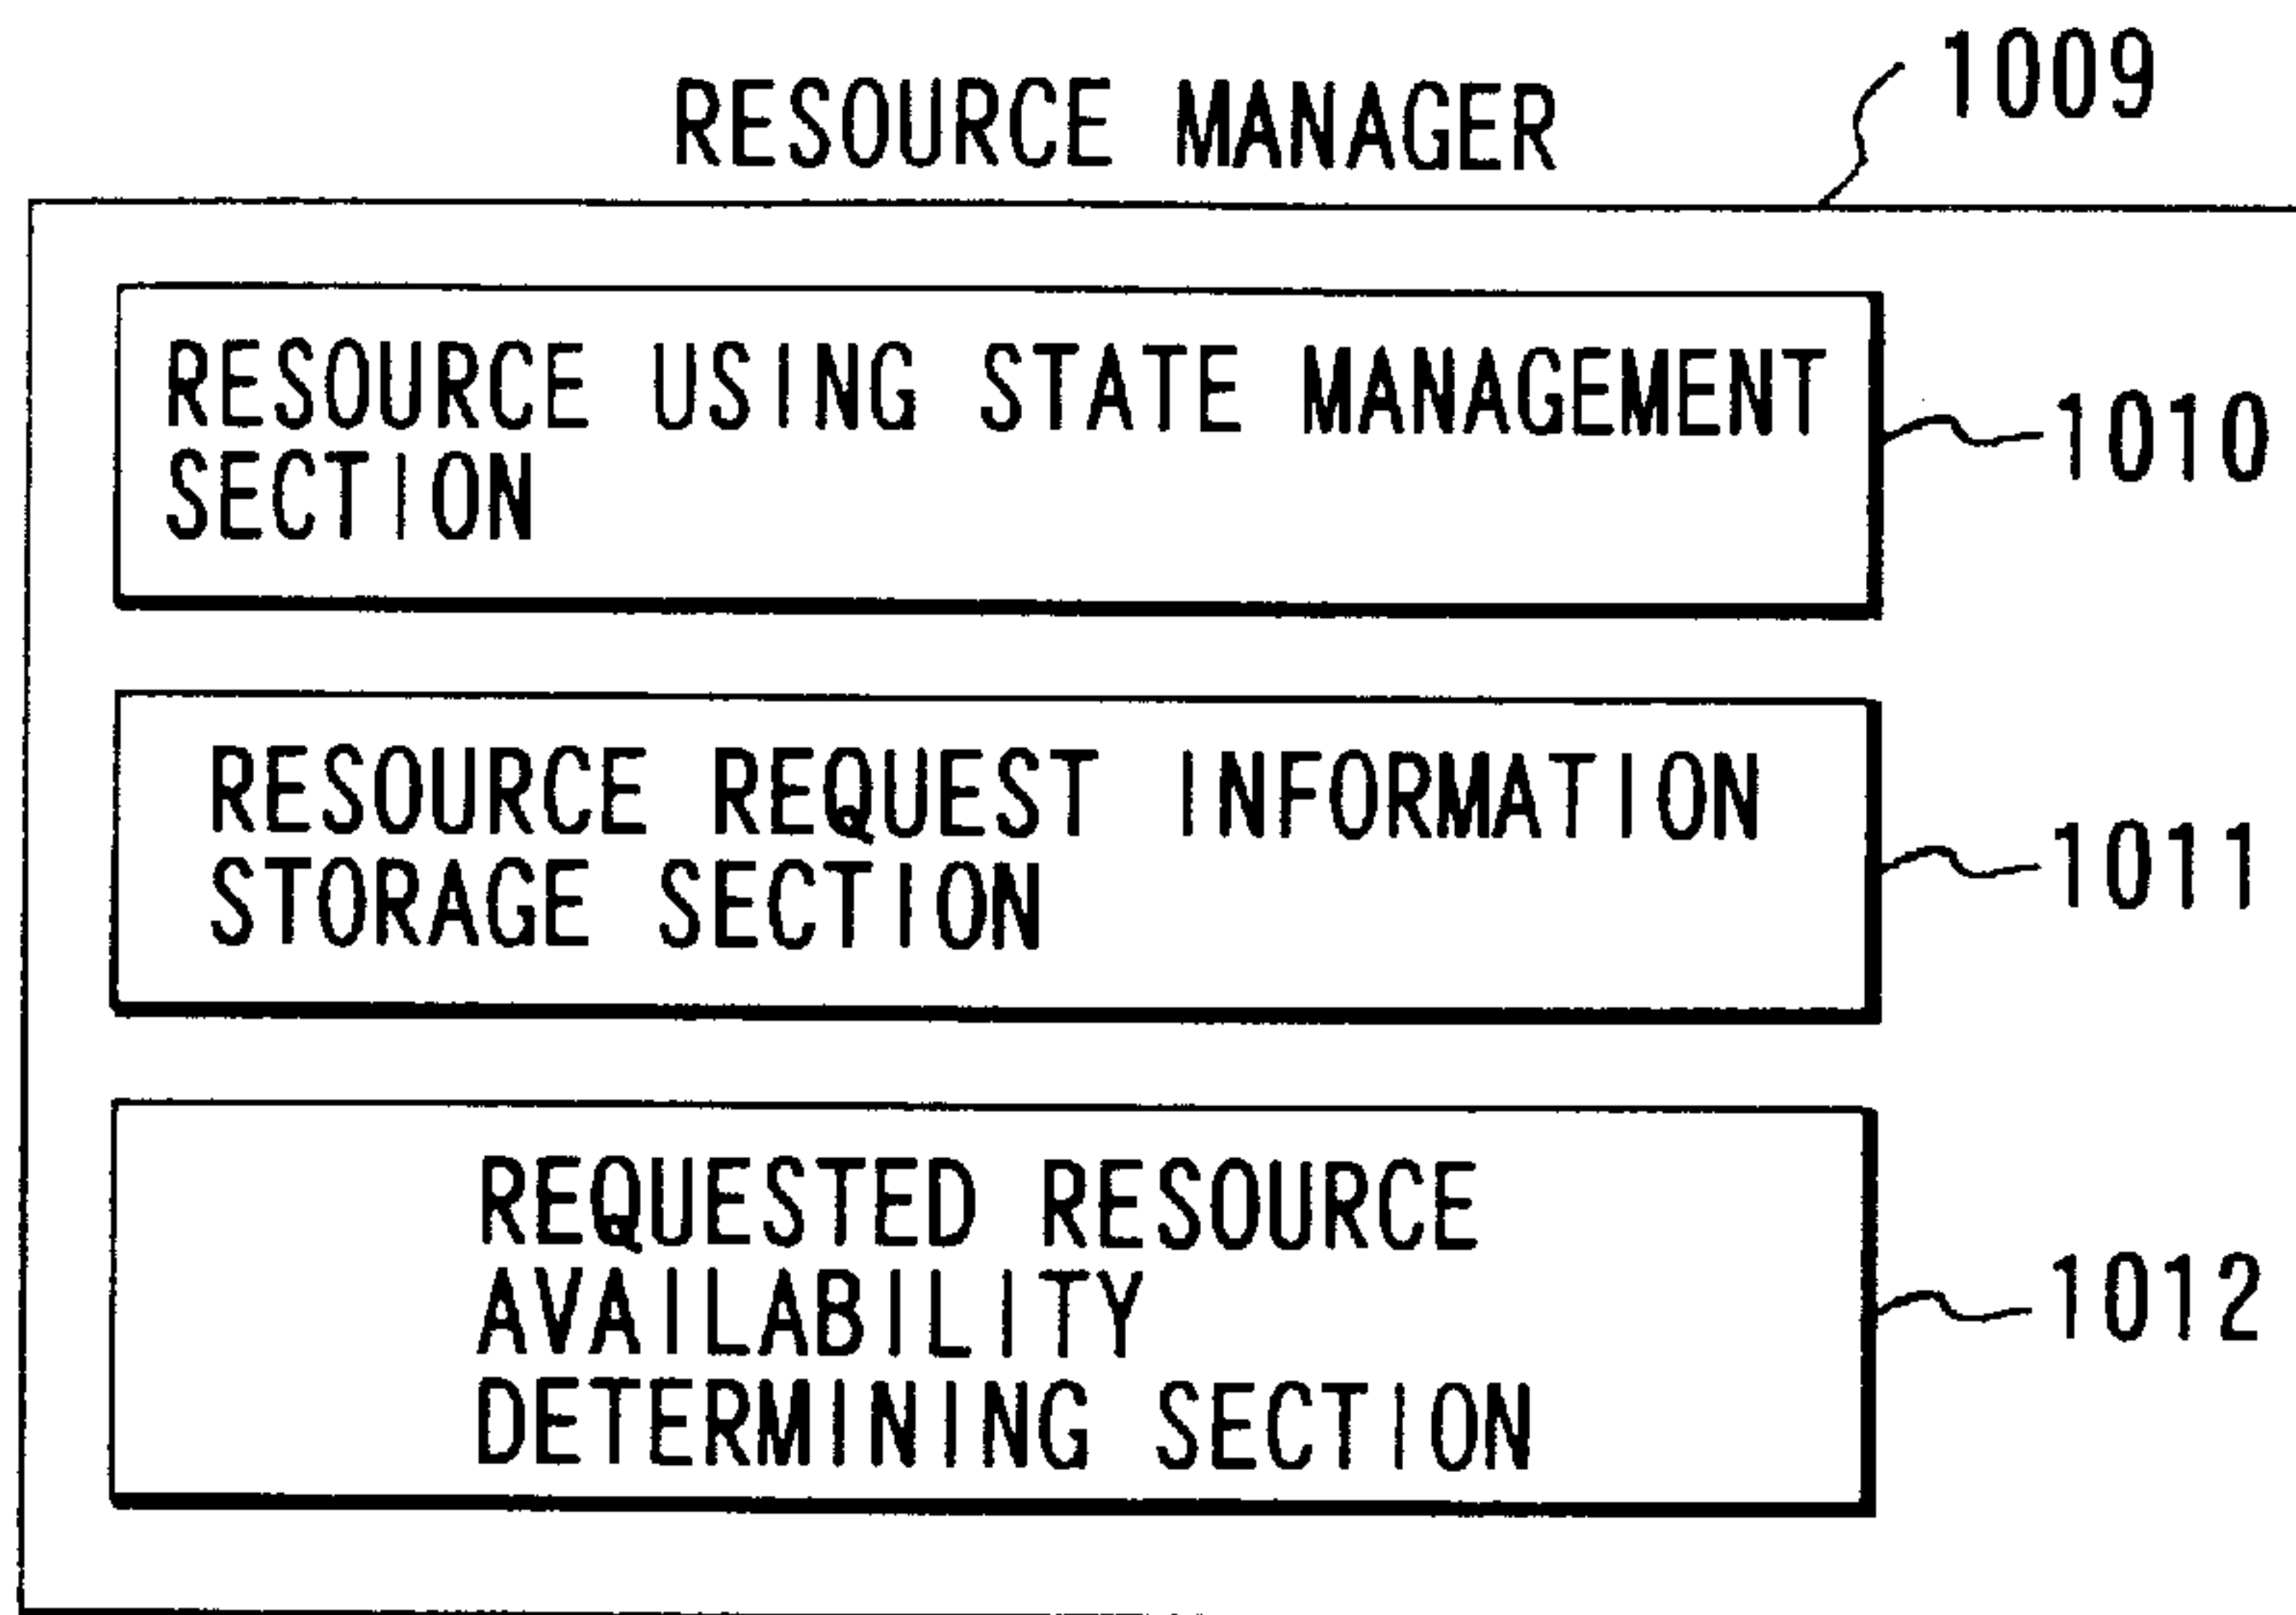 1009
RESOURCE MANAGER
RESOURCE USING STATE MANAGEMENT
SECTION
1010
RESOURCE REQUEST INFORMATION
STORAGE SECTION
1011
REQUESTED RESOURCE
AVAILABILITY
DETERMINING SECTION
1012